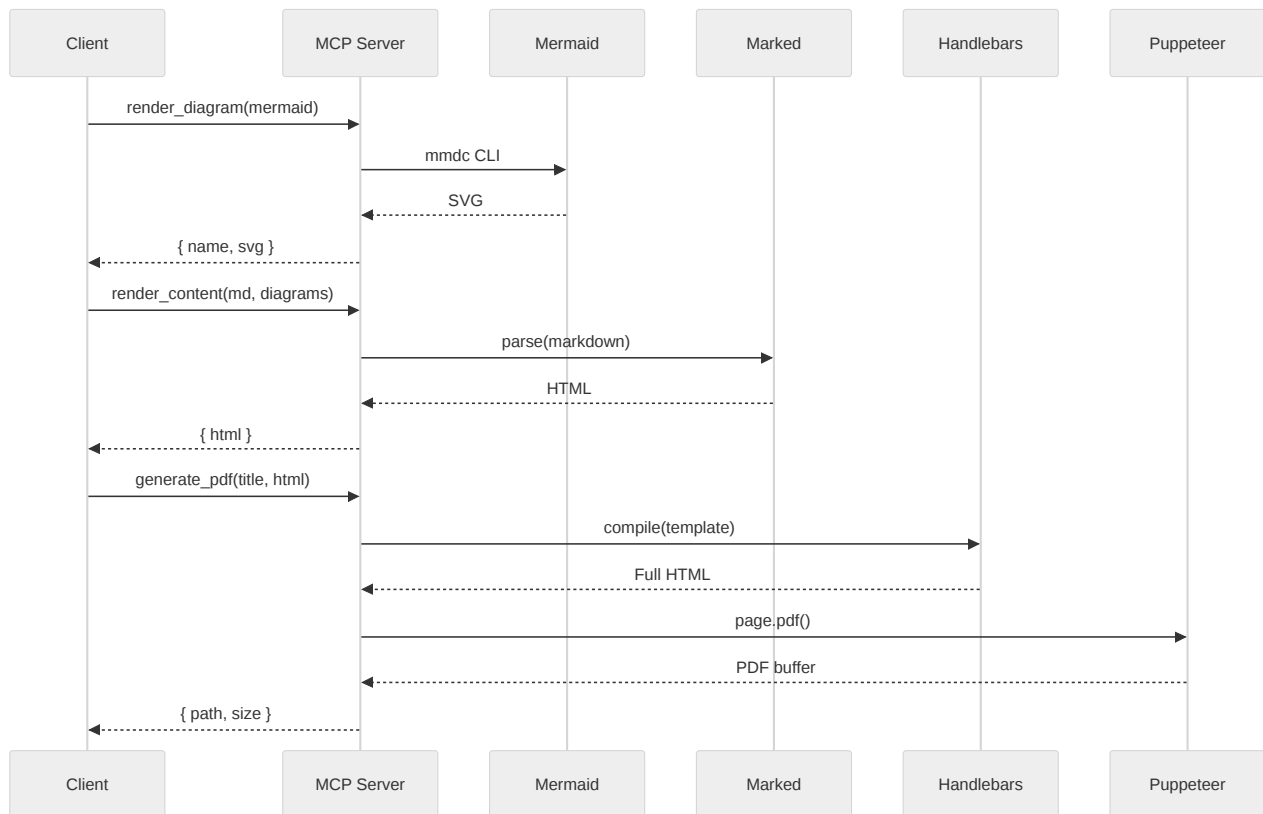 Client MCP Server Mermaid Marked Handlebars Puppeteer
render_diagram(mermaid)
mmdc CLI
SVG
{ name, svg }
render_content(md, diagrams)
parse(markdown)
HTML
{ html }
generate_pdf(title, html)
compile(template)
Full HTML
page.pdf()
PDF buffer
{ path, size }
Client MCP Server Mermaid Marked Handlebars Puppeteer